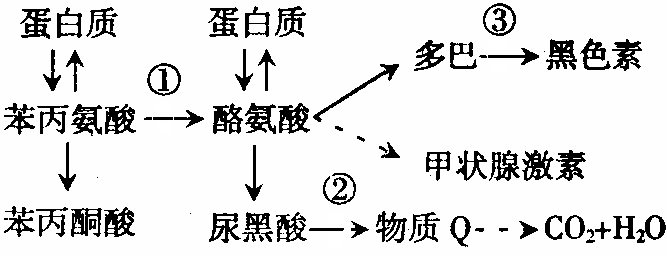 蛋白质 蛋白质 ③
多巴 黑色素
①
苯丙氨酸 酪氨酸
甲状腺激素
②
苯丙酮酸 尿黑酸 物质 Q CO₂+H₂O